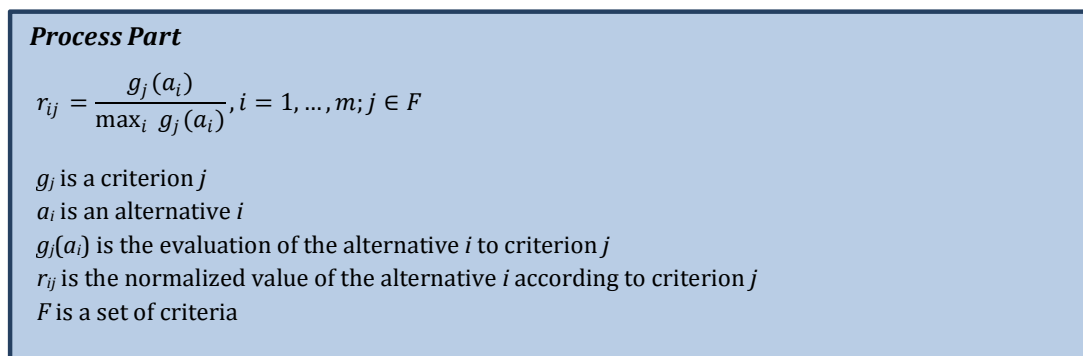 Process Part
r_ij = g_j(a_i) / max_i g_j(a_i), i = 1, …, m; j ∈ F
g_j is a criterion j
a_i is an alternative i
g_j(a_i) is the evaluation of the alternative i to criterion j
r_ij is the normalized value of the alternative i according to criterion j
F is a set of criteria